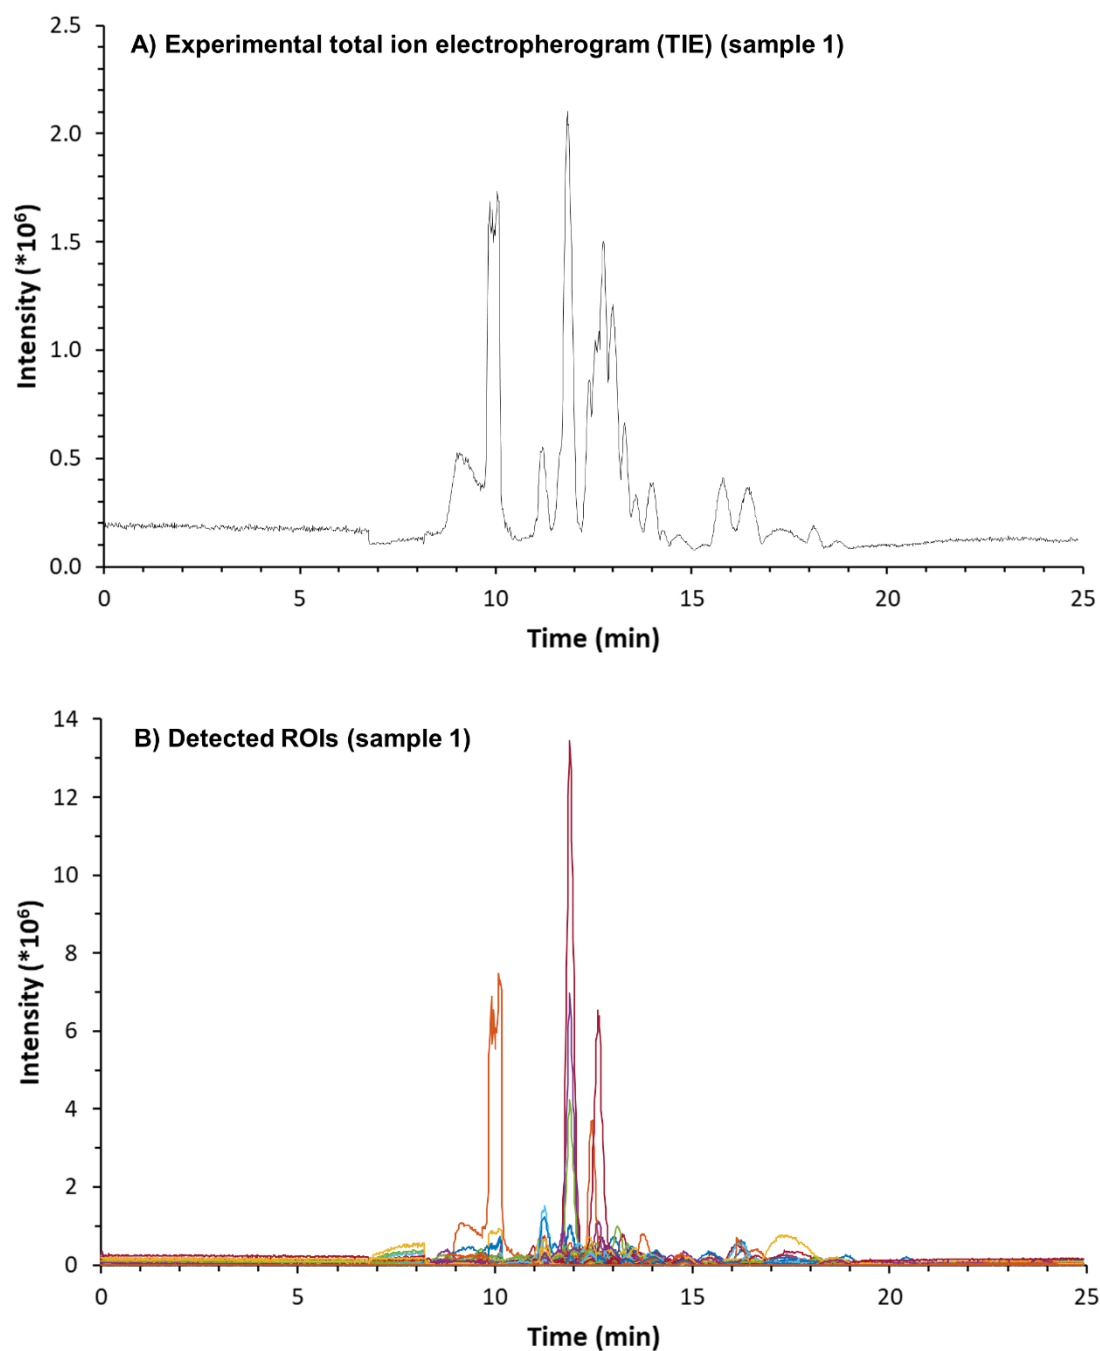 A) Experimental total ion electropherogram (TIE) (sample 1)
2.5
2.0
1.5
1.0
0.5
0.0
Intensity (*10⁶)
0 5 10 15 20 25
Time (min)
B) Detected ROIs (sample 1)
14
12
10
8
6
4
2
0
Intensity (*10⁶)
0 5 10 15 20 25
Time (min)